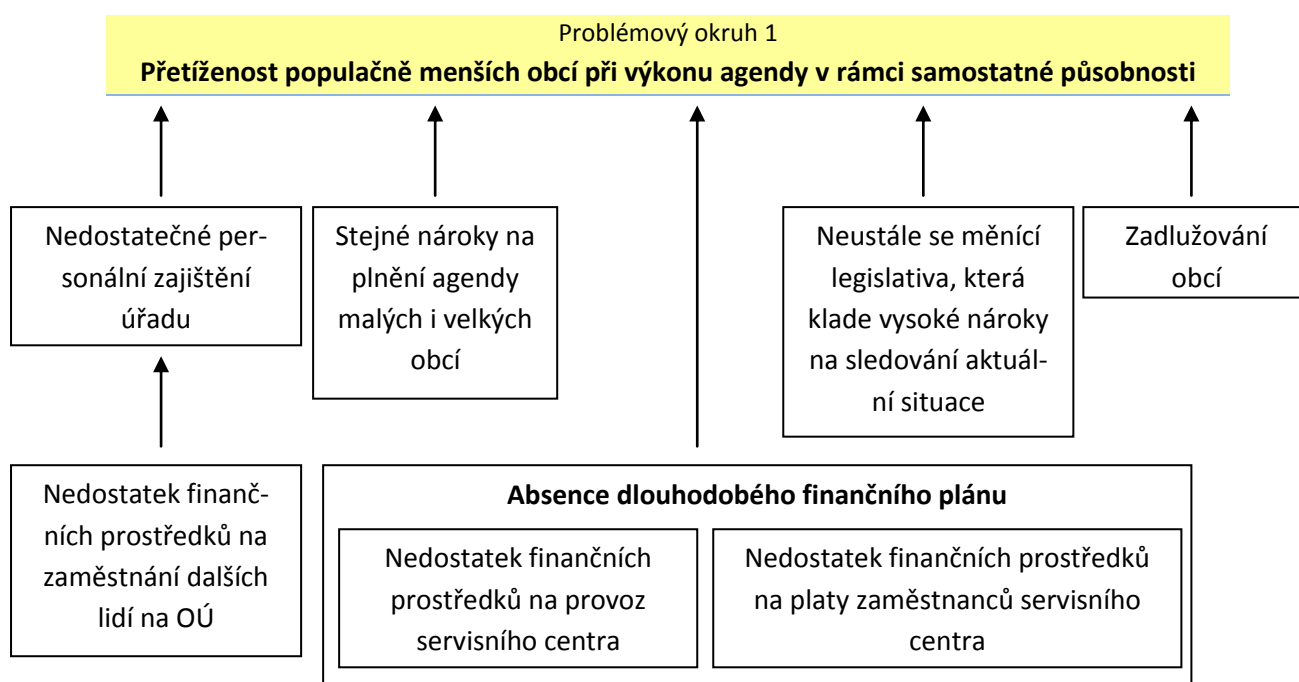 Problémový okruh 1
Přetíženost populačně menších obcí při výkonu agendy v rámci samostatné působnosti
Nedostatečné per-
sonální zajištění
úřadu
Stejné nároky na
plnění agendy
malých i velkých
obcí
Neustále se měnící
legislativa, která
klade vysoké nároky
na sledování aktuál-
ní situace
Zadlužování
obcí
Nedostatek finanč-
ních prostředků na
zaměstnání dalších
lidí na OÚ
Absence dlouhodobého finančního plánu
Nedostatek finančních
prostředků na provoz
servisního centra
Nedostatek finančních prostředků
na platy zaměstnanců servisního
centra